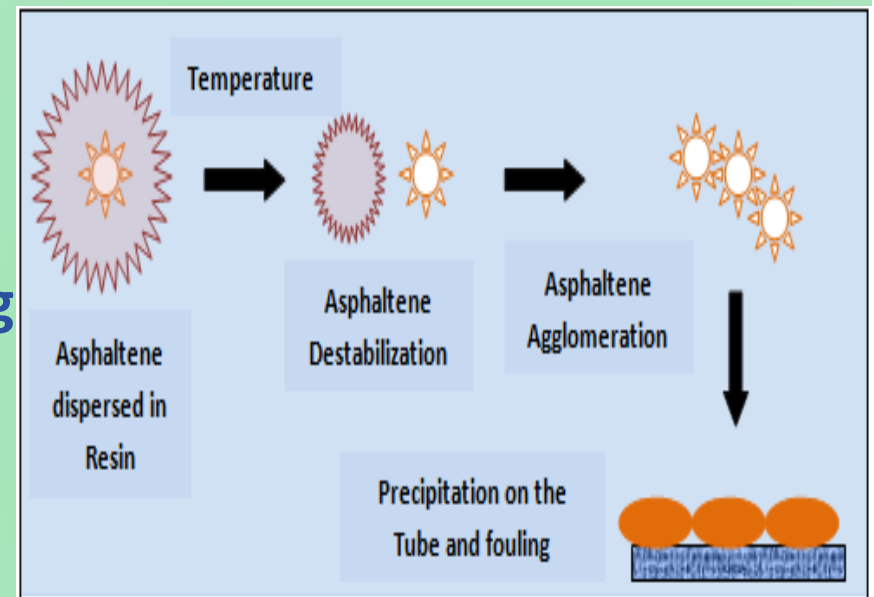 Temperature
g
Asphaltene
dispersed in
Resin
Asphaltene
Destabilization
Asphaltene
Agglomeration
Precipitation on the
Tube and fouling